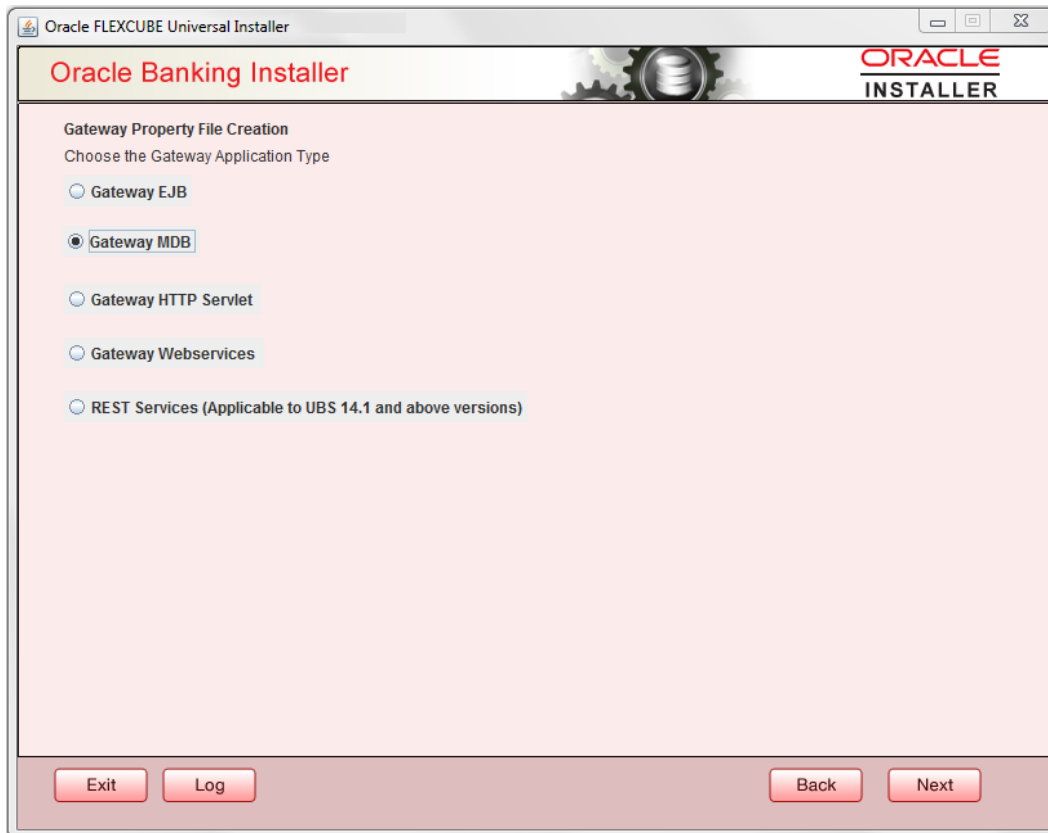 Oracle FLEXCUBE Universal Installer
Oracle Banking Installer
ORACLE
INSTALLER
Gateway Property File Creation
Choose the Gateway Application Type
Gateway EJB
Gateway MDB
Gateway HTTP Servlet
Gateway Webservices
REST Services (Applicable to UBS 14.1 and above versions)
Exit
Log
Back
Next